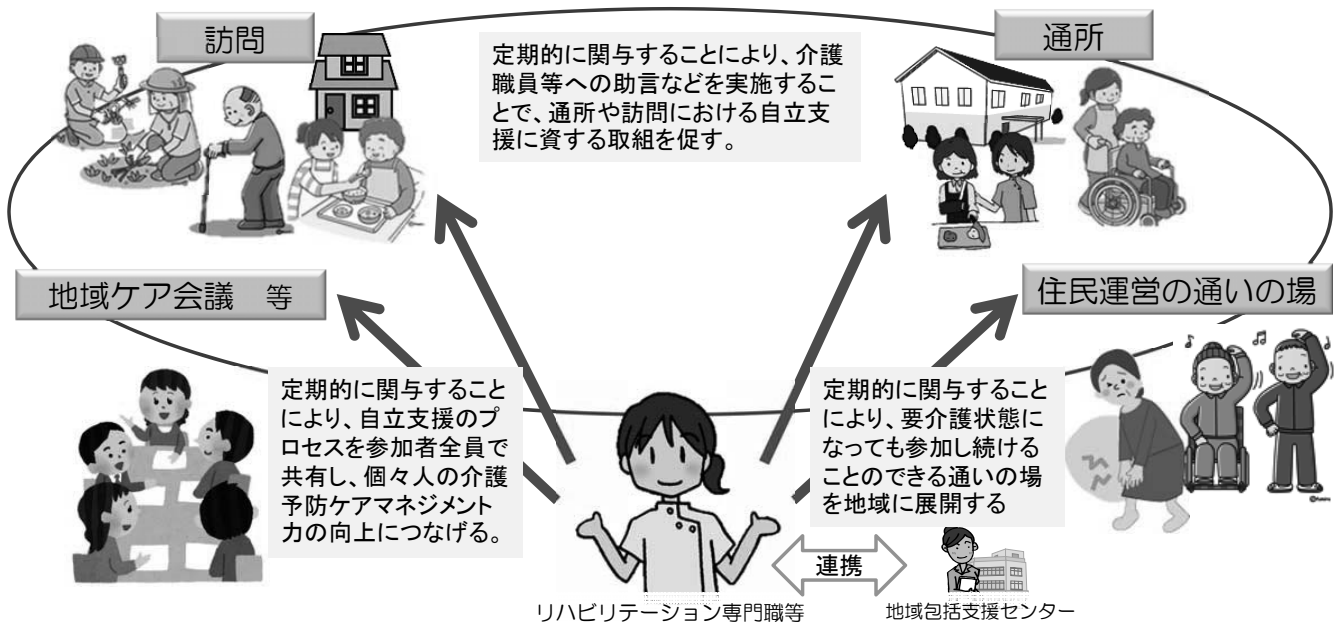 訪問
通所
定期的に関与することにより、介護
職員等への助言などを実施するこ
とで、通所や訪問における自立支
援に資する取組を促す。
地域ケア会議　等
住民運営の通いの場
定期的に関与すること
により、自立支援のプ
ロセスを参加者全員で
共有し、個々人の介護
予防ケアマネジメント
力の向上につなげる。
定期的に関与すること
により、要介護状態に
なっても参加し続ける
ことのできる通いの場
を地域に展開する
連携
リハビリテーション専門職等
地域包括支援センター